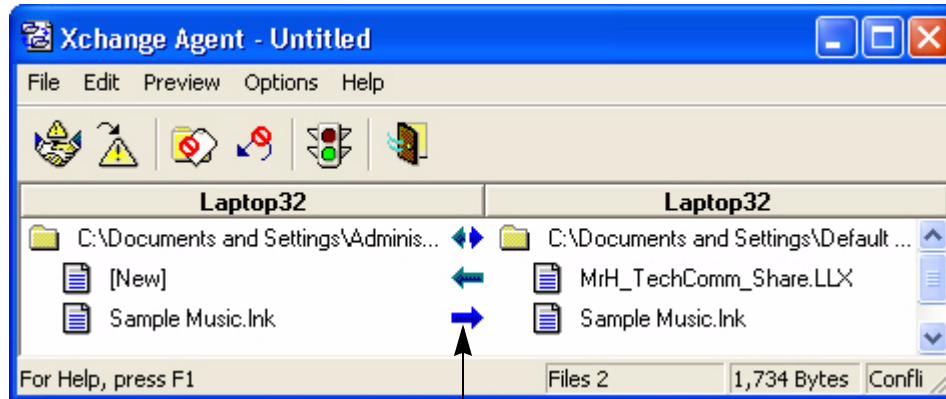 Xchange Agent - Untitled
File Edit Preview Options Help
Laptop32 Laptop32
C:\Documents and Settings\Adminis... C:\Documents and Settings\Default ...
[New] MrH_TechComm_Share.LLX
Sample Music.lnk Sample Music.lnk
For Help, press F1 Files 2 1,734 Bytes Confli